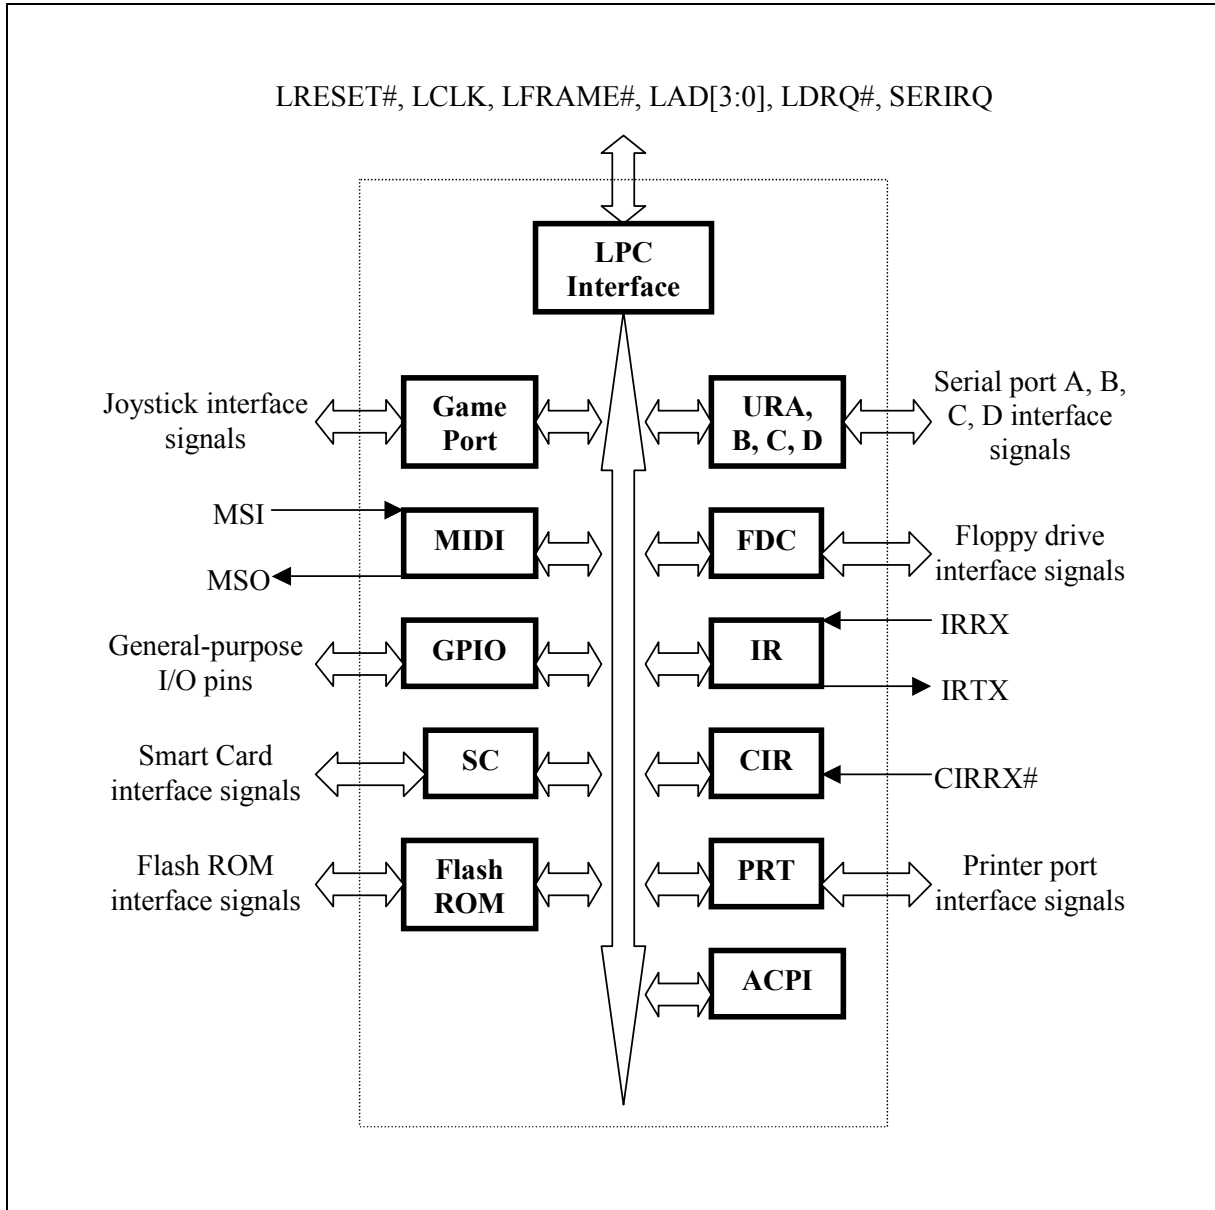 LRESET#, LCLK, LFRAME#, LAD[3:0], LDRQ#, SERIRQ
LPC
Interface
Joystick interface
signals
Game
Port
URA,
B, C, D
Serial port A, B,
C, D interface
signals
MSI
MSO
MIDI
FDC
Floppy drive
interface signals
General-purpose
I/O pins
GPIO
IR
IRRX
IRTX
Smart Card
interface signals
SC
CIR
CIRRX#
Flash ROM
interface signals
Flash
ROM
PRT
Printer port
interface signals
ACPI